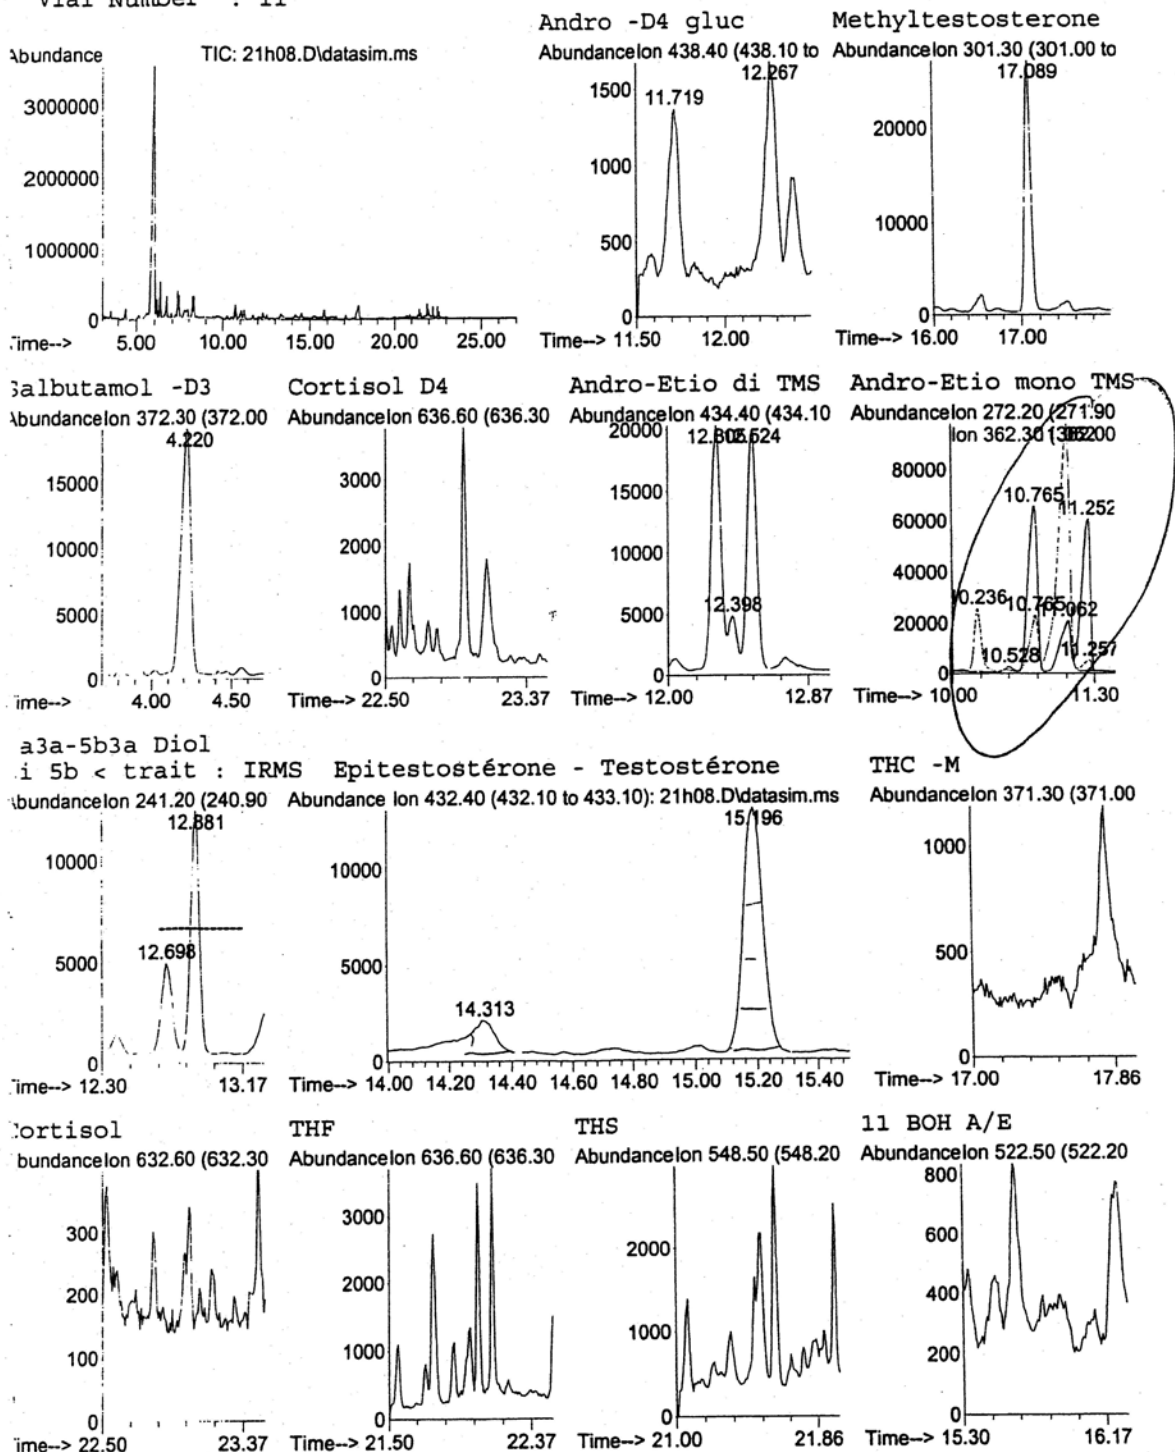 Vial Number : 11
Andro -D4 gluc
Methyltestosterone
Abundance
TIC: 21h08.D\datasim.ms
Abundance Ion 438.40 (438.10 to
Abundance Ion 301.30 (301.00 to
3000000
2000000
1000000
0
Time--> 5.00 10.00 15.00 20.00 25.00
11.719
12.267
1500
1000
500
0
Time--> 11.50 12.00
17.089
20000
10000
0
Time--> 16.00 17.00
Salbutamol -D3
Cortisol D4
Andro-Etio di TMS
Andro-Etio mono TMS
Abundance Ion 372.30 (372.00
Abundance Ion 636.60 (636.30
Abundance Ion 434.40 (434.10
Abundance Ion 272.20 (271.90
Ion 362.30
4.220
15000
10000
5000
0
Time--> 4.00 4.50
3000
2000
1000
0
Time--> 22.50 23.37
20000
15000
10000
5000
0
12.398
Time--> 12.00 12.87
80000
60000
40000
20000
0
10.765
11.252
10.236
10.765
11.062
10.528
11.257
Time--> 10.00 11.30
a3a-5b3a Diol
i 5b < trait : IRMS
Epitestostérone - Testostérone
THC -M
Abundance Ion 241.20 (240.90
Abundance Ion 432.40 (432.10 to 433.10): 21h08.D\datasim.ms
Abundance Ion 371.30 (371.00
12.881
12.698
10000
5000
0
Time--> 12.30 13.17
15.196
14.313
10000
5000
0
Time--> 14.00 14.20 14.40 14.60 14.80 15.00 15.20 15.40
1000
500
0
Time--> 17.00 17.86
Cortisol
THF
THS
11 BOH A/E
Abundance Ion 632.60 (632.30
Abundance Ion 636.60 (636.30
Abundance Ion 548.50 (548.20
Abundance Ion 522.50 (522.20
300
200
100
0
Time--> 22.50 23.37
3000
2000
1000
0
Time--> 21.50 22.37
2000
1000
0
Time--> 21.00 21.86
800
600
400
200
0
Time--> 15.30 16.17